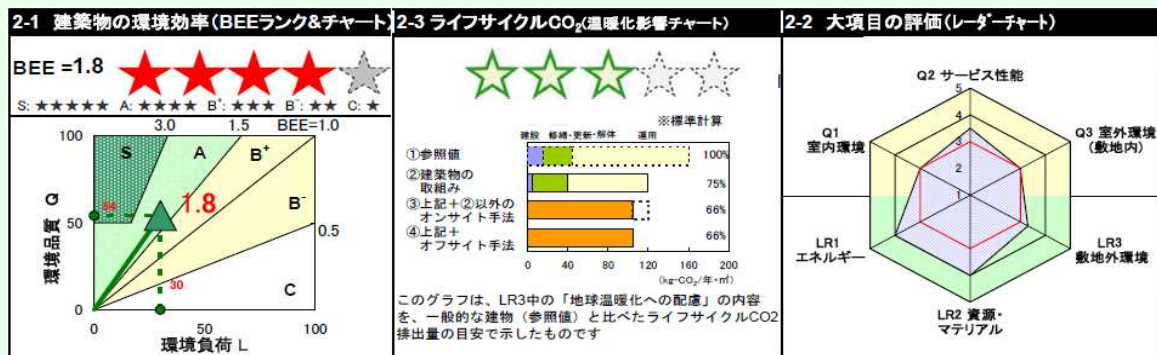 2-1 建築物の環境効率(BEEランク&チャート)
BEE =1.8
S: ★★★★★ A: ★★★★ B⁺: ★★★ B⁻: ★★ C: ★
3.0 1.5 BEE=1.0
100
S
A
B⁺
B⁻
C
1.8
54
50
0.5
30
0
0 50 100
環境品質 Q
環境負荷 L
2-3 ライフサイクルCO₂(温暖化影響チャート)
※標準計算
建設 修繕・更新・解体 運用
①参照値 100%
②建築物の
取組み 75%
③上記+②以外の
オンサイト手法 66%
④上記+
オフサイト手法 66%
0 40 80 120 160 200
(kg-CO₂/年・㎡)
このグラフは、LR3中の「地球温暖化への配慮」の内容
を、一般的な建物(参照値)と比べたライフサイクルCO2
排出量の目安で示したものです
2-2 大項目の評価(レーダーチャート)
Q2 サービス性能
5
4
3
2
1
Q1
室内環境
Q3 室外環境
(敷地内)
LR1
エネルギー
LR3
敷地外環境
LR2 資源・
マテリアル